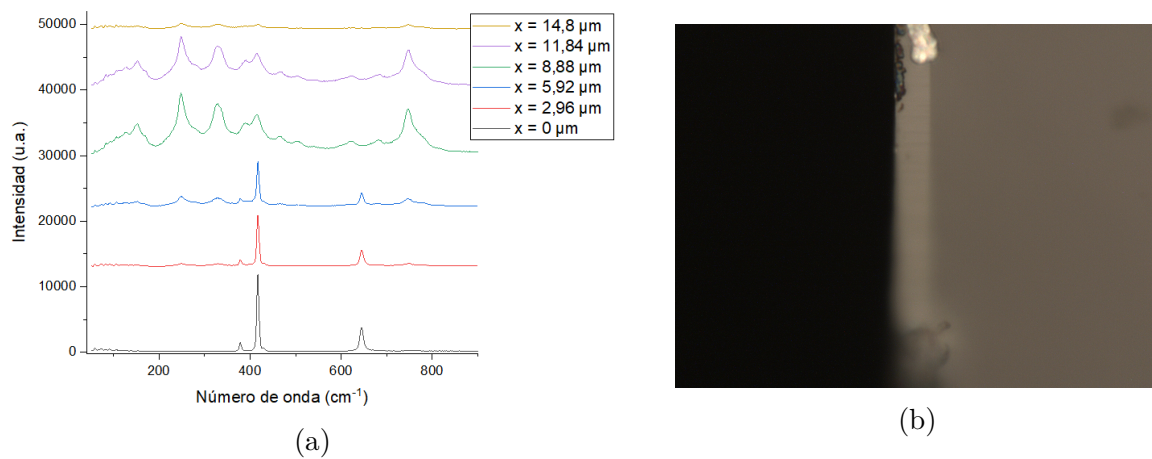 50000
40000
30000
20000
10000
0
Intensidad (u.a.)
x = 14,8 µm
x = 11,84 µm
x = 8,88 µm
x = 5,92 µm
x = 2,96 µm
x = 0 µm
200 400 600 800
Número de onda (cm⁻¹)
(a)
(b)